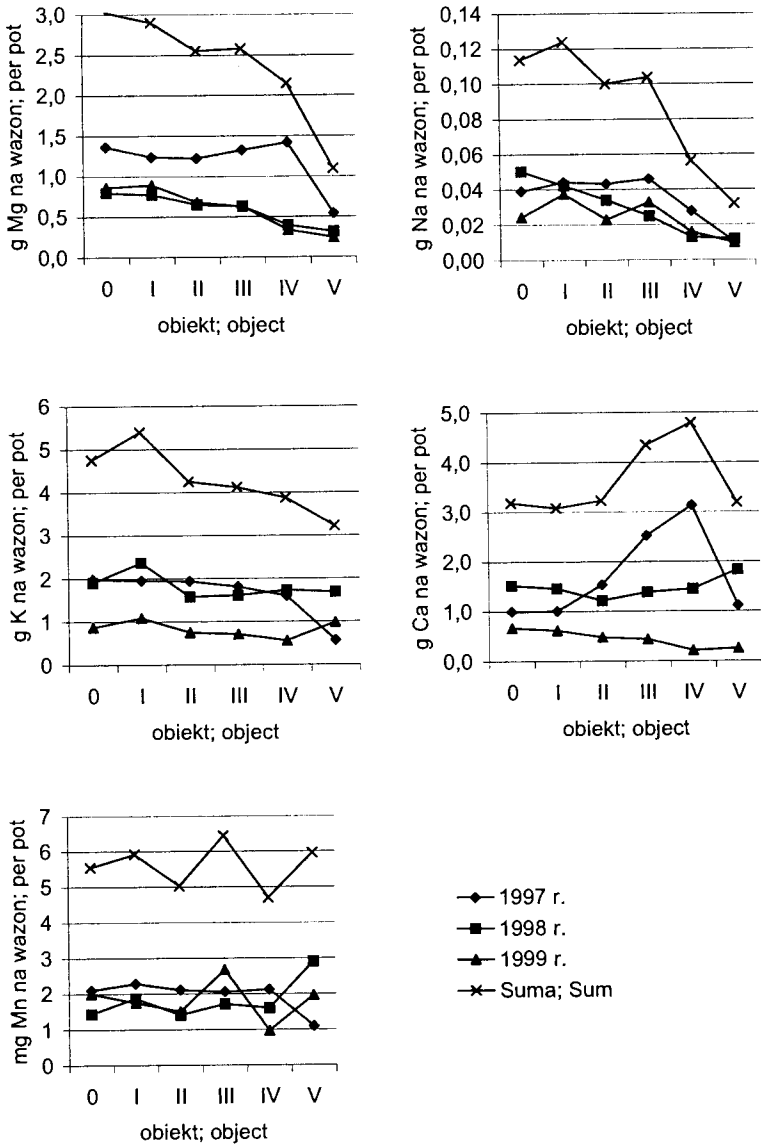 g Mg na wazon; per pot
3,0
2,5
2,0
1,5
1,0
0,5
0,0
0 I II III IV V
obiekt; object
g Na na wazon; per pot
0,14
0,12
0,10
0,08
0,06
0,04
0,02
0,00
0 I II III IV V
obiekt; object
g K na wazon; per pot
6
5
4
3
2
1
0
0 I II III IV V
obiekt; object
g Ca na wazon; per pot
5,0
4,0
3,0
2,0
1,0
0,0
0 I II III IV V
obiekt; object
mg Mn na wazon; per pot
7
6
5
4
3
2
1
0
0 I II III IV V
obiekt; object
1997 r.
1998 r.
1999 r.
Suma; Sum